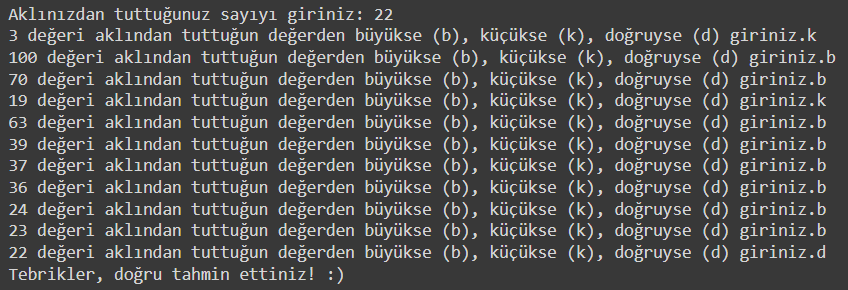 Aklınızdan tuttuğunuz sayıyı giriniz: 22
3 değeri aklından tuttuğun değerden büyükse (b), küçükse (k), doğruyse (d) giriniz.k
100 değeri aklından tuttuğun değerden büyükse (b), küçükse (k), doğruyse (d) giriniz.b
70 değeri aklından tuttuğun değerden büyükse (b), küçükse (k), doğruyse (d) giriniz.b
19 değeri aklından tuttuğun değerden büyükse (b), küçükse (k), doğruyse (d) giriniz.k
63 değeri aklından tuttuğun değerden büyükse (b), küçükse (k), doğruyse (d) giriniz.b
39 değeri aklından tuttuğun değerden büyükse (b), küçükse (k), doğruyse (d) giriniz.b
37 değeri aklından tuttuğun değerden büyükse (b), küçükse (k), doğruyse (d) giriniz.b
36 değeri aklından tuttuğun değerden büyükse (b), küçükse (k), doğruyse (d) giriniz.b
24 değeri aklından tuttuğun değerden büyükse (b), küçükse (k), doğruyse (d) giriniz.b
23 değeri aklından tuttuğun değerden büyükse (b), küçükse (k), doğruyse (d) giriniz.b
22 değeri aklından tuttuğun değerden büyükse (b), küçükse (k), doğruyse (d) giriniz.d
Tebrikler, doğru tahmin ettiniz! :)